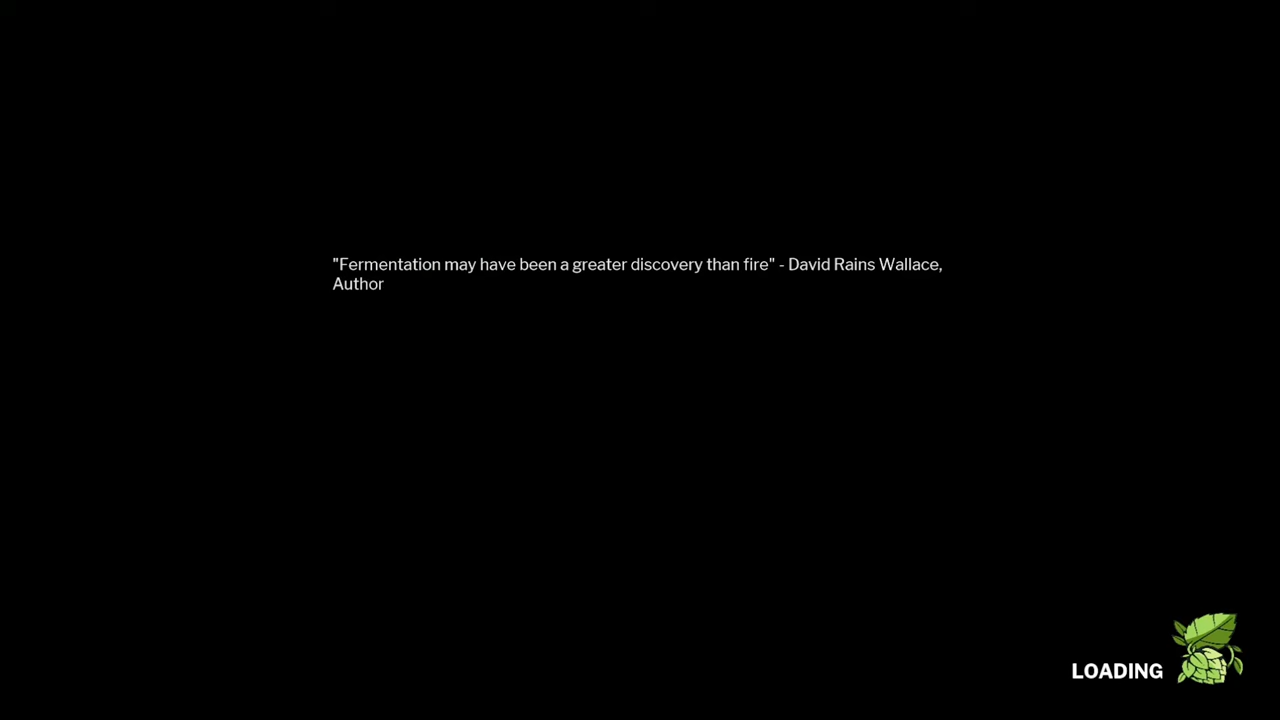 "Fermentation may have been a greater discovery than fire" - David Rains Wallace,
Author
LOADING